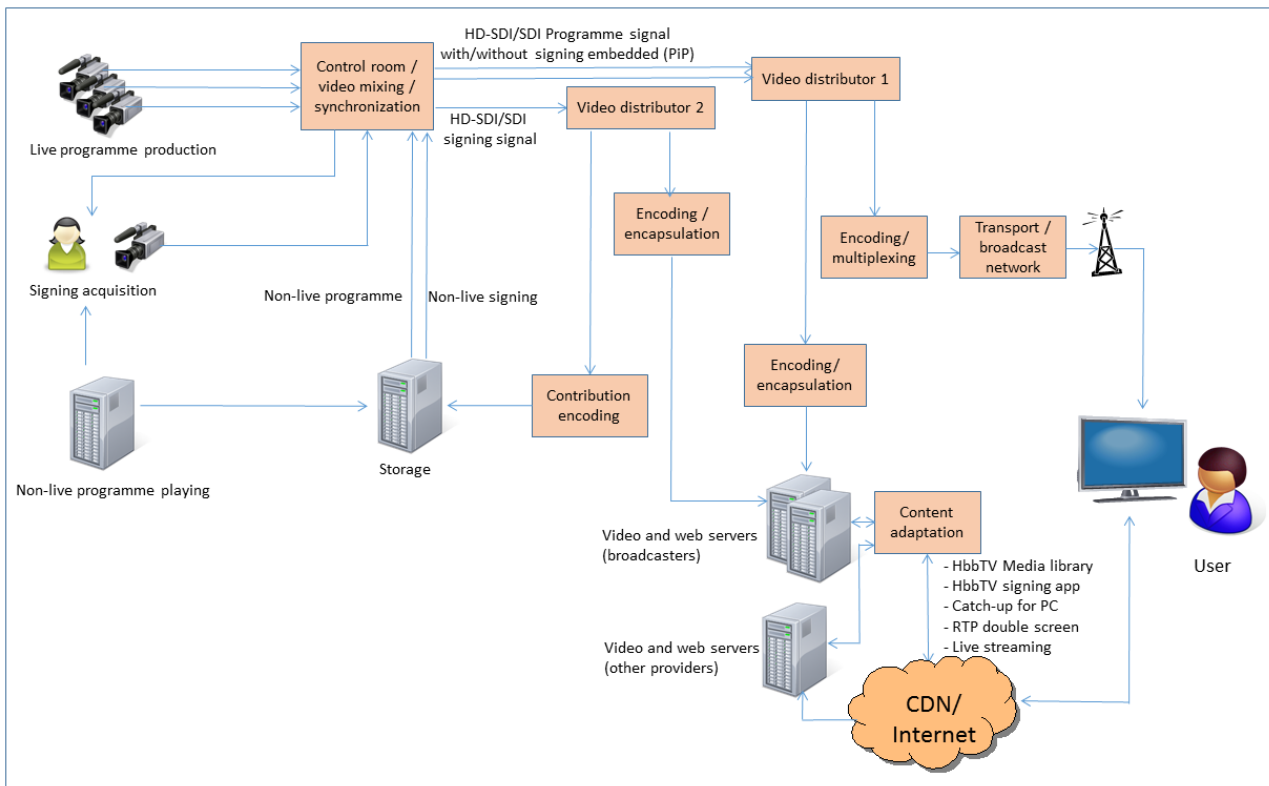 HD-SDI/SDI Programme signal
with/without signing embedded (PiP)
Control room /
video mixing /
synchronization
Video distributor 1
Video distributor 2
HD-SDI/SDI
signing signal
Live programme production
Encoding /
encapsulation
Encoding/
multiplexing
Transport /
broadcast
network
Signing acquisition
Non-live programme
Non-live signing
Encoding/
encapsulation
Contribution
encoding
Storage
Non-live programme playing
Video and web servers
(broadcasters)
Content
adaptation
User
- HbbTV Media library
- HbbTV signing app
- Catch-up for PC
- RTP double screen
- Live streaming
Video and web servers
(other providers)
CDN/
Internet